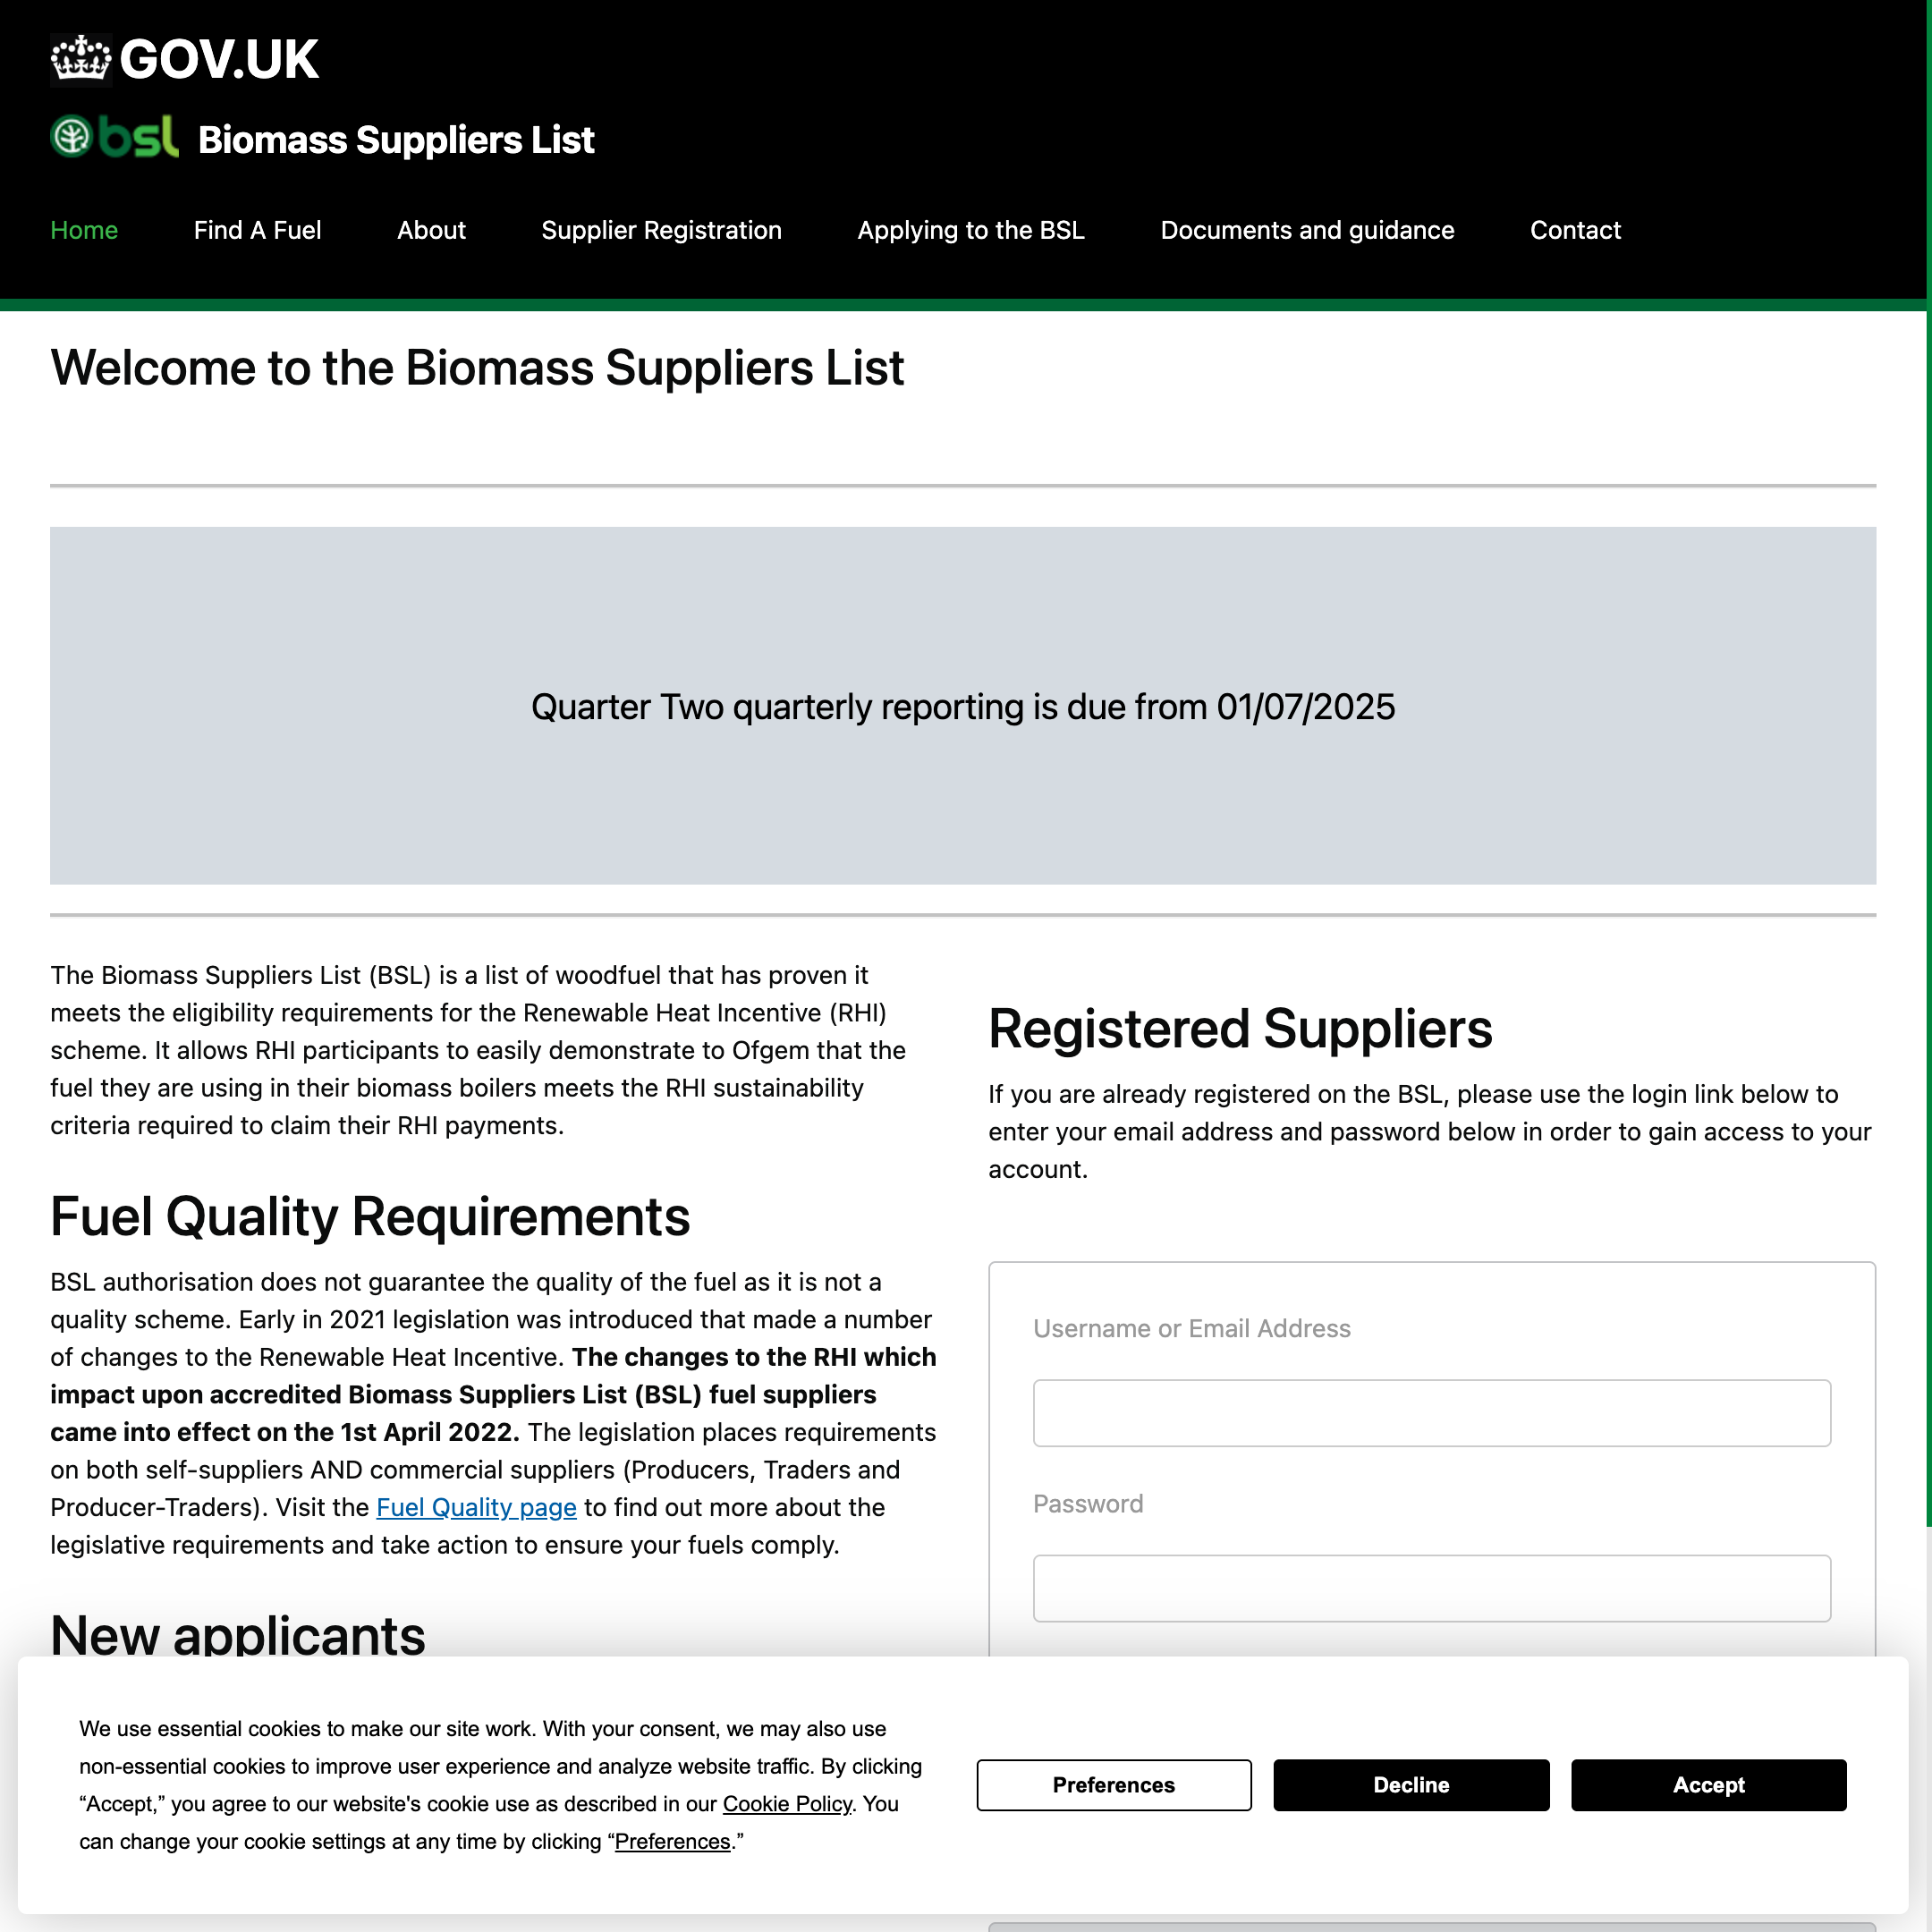 GOV.UK
bsl Biomass Suppliers List
Home Find A Fuel About Supplier Registration Applying to the BSL Documents and guidance Contact
Welcome to the Biomass Suppliers List
Quarter Two quarterly reporting is due from 01/07/2025
The Biomass Suppliers List (BSL) is a list of woodfuel that has proven it
meets the eligibility requirements for the Renewable Heat Incentive (RHI)
scheme. It allows RHI participants to easily demonstrate to Ofgem that the
fuel they are using in their biomass boilers meets the RHI sustainability
criteria required to claim their RHI payments.
Fuel Quality Requirements
BSL authorisation does not guarantee the quality of the fuel as it is not a
quality scheme. Early in 2021 legislation was introduced that made a number
of changes to the Renewable Heat Incentive. The changes to the RHI which
impact upon accredited Biomass Suppliers List (BSL) fuel suppliers
came into effect on the 1st April 2022. The legislation places requirements
on both self-suppliers AND commercial suppliers (Producers, Traders and
Producer-Traders). Visit the Fuel Quality page to find out more about the
legislative requirements and take action to ensure your fuels comply.
New applicants
Registered Suppliers
If you are already registered on the BSL, please use the login link below to
enter your email address and password below in order to gain access to your
account.
Username or Email Address
Password
We use essential cookies to make our site work. With your consent, we may also use
non-essential cookies to improve user experience and analyze website traffic. By clicking
“Accept,” you agree to our website's cookie use as described in our Cookie Policy. You
can change your cookie settings at any time by clicking “Preferences.”
Preferences Decline Accept